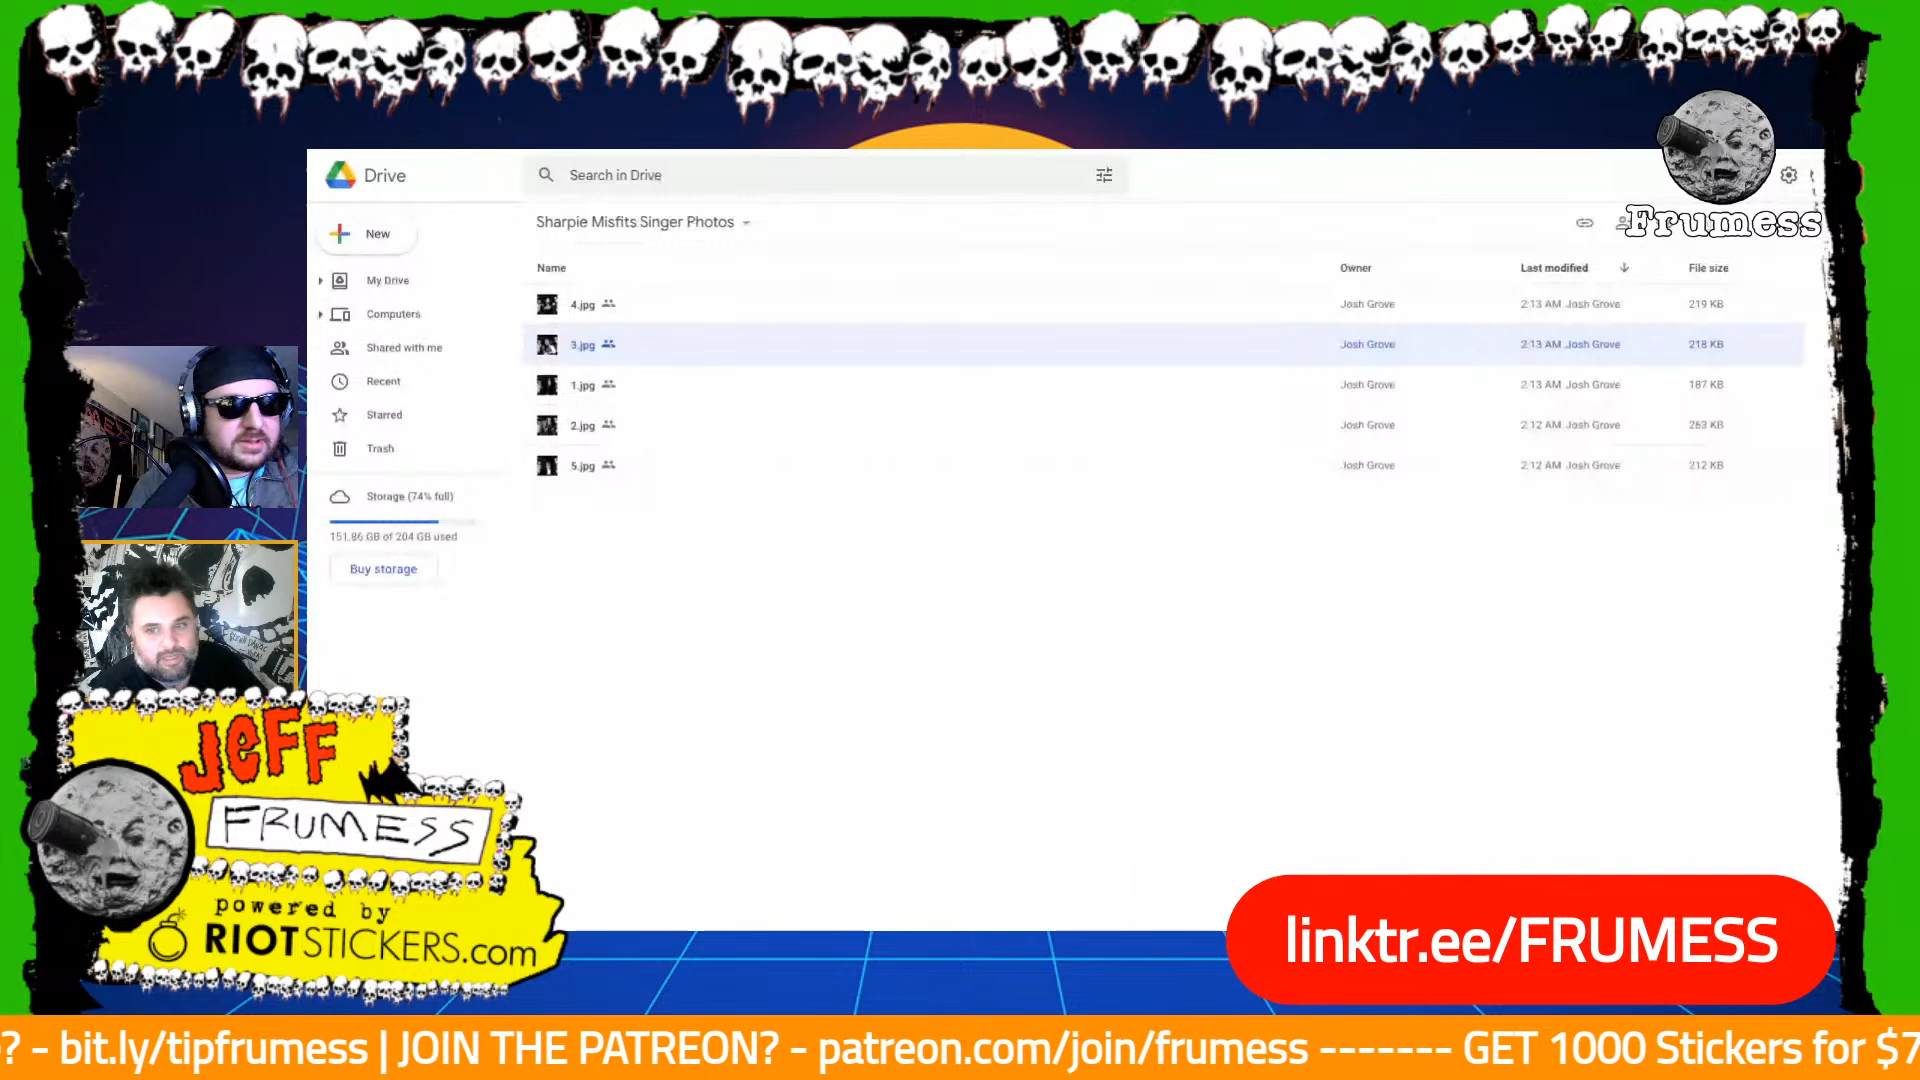 Drive
Search in Drive
Frumess
New
Sharpie Misfits Singer Photos
Name Owner Last modified File size
My Drive
4.jpg Josh Grove 2:13 AM Josh Grove 219 KB
Computers
3.jpg Josh Grove 2:13 AM Josh Grove 218 KB
Shared with me
1.jpg Josh Grove 2:13 AM Josh Grove 187 KB
Recent
2.jpg Josh Grove 2:12 AM Josh Grove 263 KB
Starred
5.jpg Josh Grove 2:12 AM Josh Grove 212 KB
Trash
Storage (74% full)
151.86 GB of 204 GB used
Buy storage
JeFF
FRUMESS
powered by
RIOTSTICKERS.com
linktr.ee/FRUMESS
? - bit.ly/tipfrumess | JOIN THE PATREON? - patreon.com/join/frumess ------- GET 1000 Stickers for $7